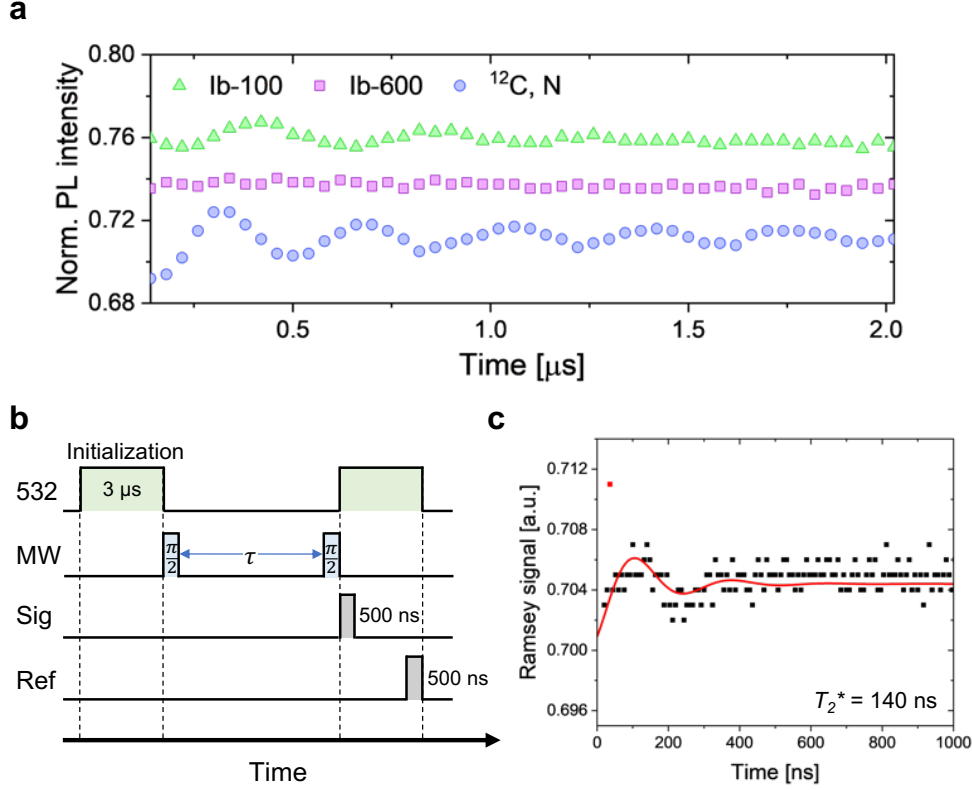 a
0.80
0.76
0.72
0.68
Norm. PL intensity
Ib-100 Ib-600 ¹²C, N
0.5 1.0 1.5 2.0
Time [μs]
b
Initialization
532 3 μs
MW π/2 τ π/2
Sig 500 ns
Ref 500 ns
Time
c
0.712
0.708
0.704
0.700
0.696
Ramsey signal [a.u.]
T₂* = 140 ns
0 200 400 600 800 1000
Time [ns]